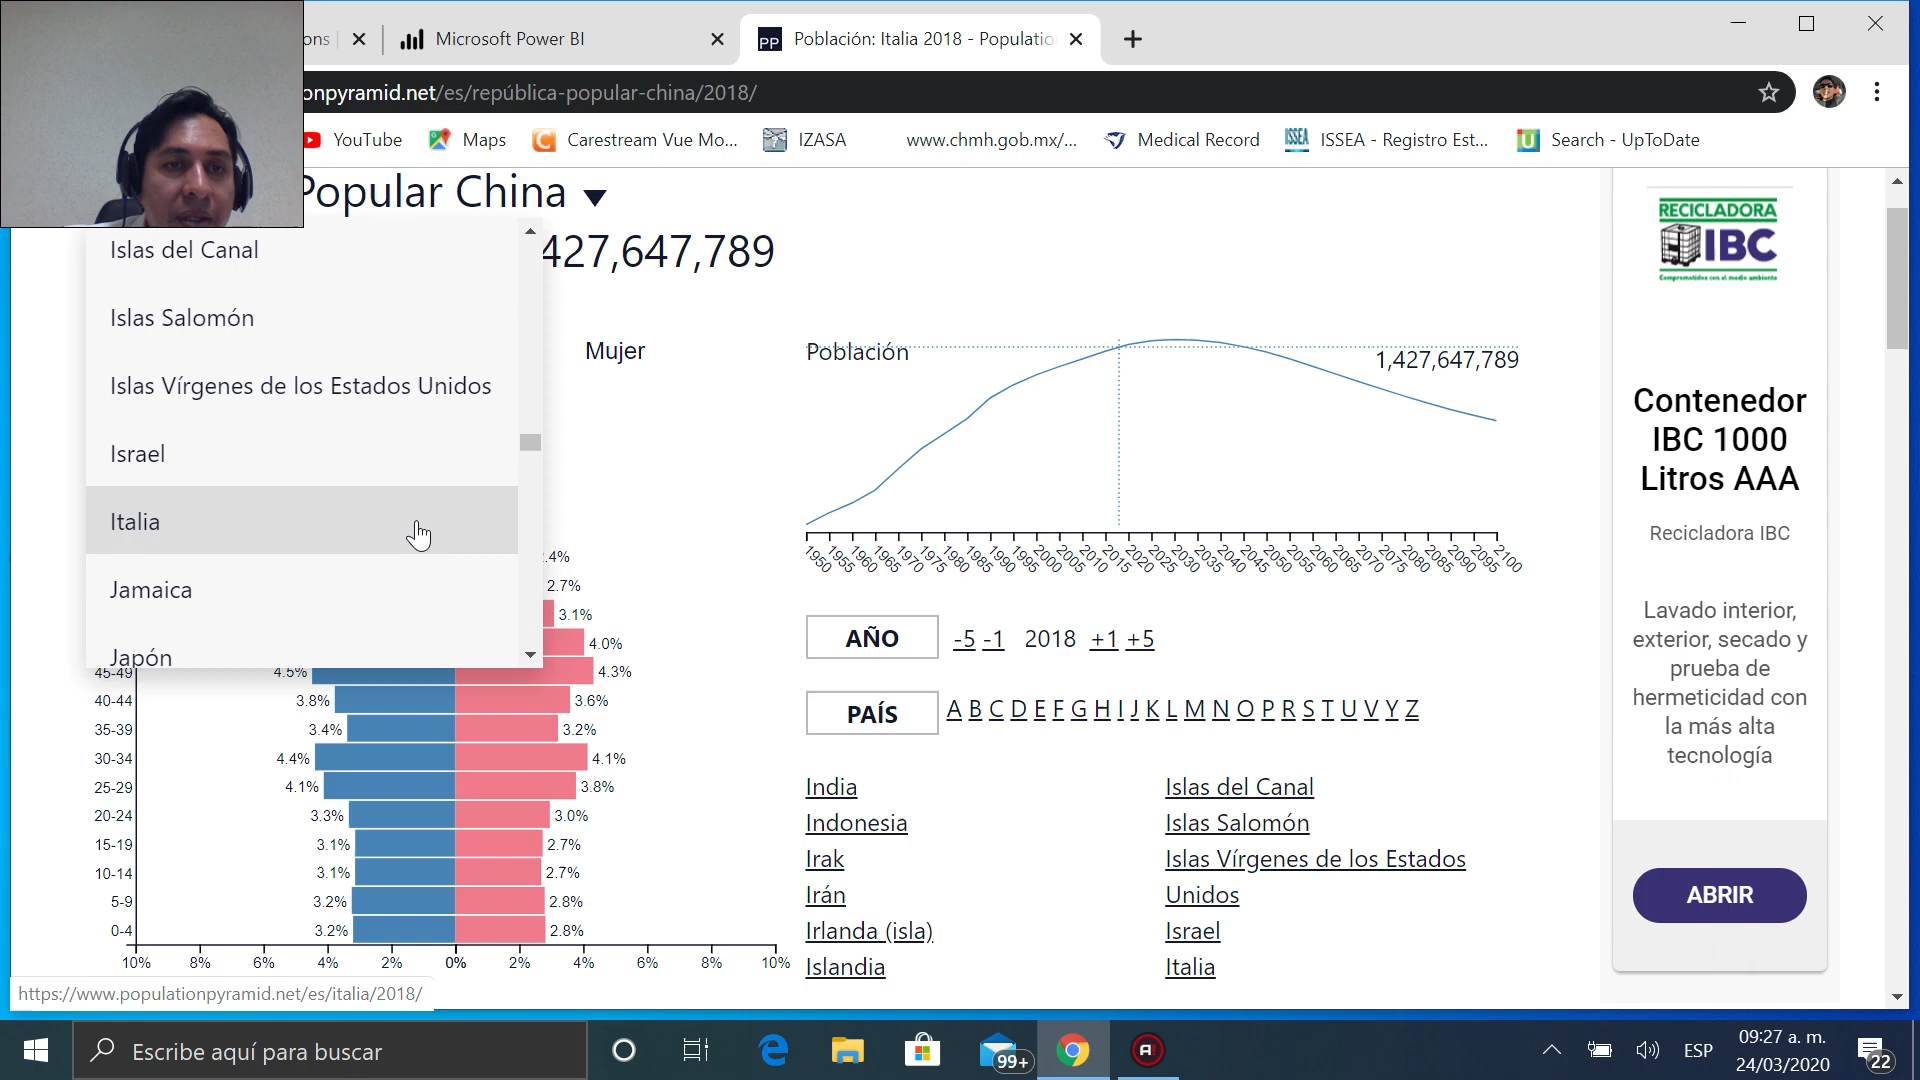 ons
Microsoft Power BI
PP
Población: Italia 2018 - Populatio
onpyramid.net/es/república-popular-china/2018/
YouTube
Maps
Carestream Vue Mo...
IZASA
www.chmh.gob.mx/...
Medical Record
ISSEA
ISSEA - Registro Est...
Search - UpToDate
Popular China
427,647,789
Islas del Canal
Islas Salomón
Islas Vírgenes de los Estados Unidos
Israel
Italia
Jamaica
Japón
Mujer
.4%
2.7%
3.1%
4.0%
45-49 4.5% 4.3%
40-44 3.8% 3.6%
35-39 3.4% 3.2%
30-34 4.4% 4.1%
25-29 4.1% 3.8%
20-24 3.3% 3.0%
15-19 3.1% 2.7%
10-14 3.1% 2.7%
5-9 3.2% 2.8%
0-4 3.2% 2.8%
10% 8% 6% 4% 2% 0% 2% 4% 6% 8% 10%
https://www.populationpyramid.net/es/italia/2018/
Población
1,427,647,789
1950 1955 1960 1965 1970 1975 1980 1985 1990 1995 2000 2005 2010 2015 2020 2025 2030 2035 2040 2045 2050 2055 2060 2065 2070 2075 2080 2085 2090 2095 2100
AÑO -5 -1 2018 +1 +5
PAÍS A B C D E F G H I J K L M N O P R S T U V Y Z
India
Indonesia
Irak
Irán
Irlanda (isla)
Islandia
Islas del Canal
Islas Salomón
Islas Vírgenes de los Estados
Unidos
Israel
Italia
RECICLADORA
IBC
Comprometidos con el medio ambiente
Contenedor
IBC 1000
Litros AAA
Recicladora IBC
Lavado interior,
exterior, secado y
prueba de
hermeticidad con
la más alta
tecnología
ABRIR
Escribe aquí para buscar
99+
ESP
09:27 a. m.
24/03/2020
22